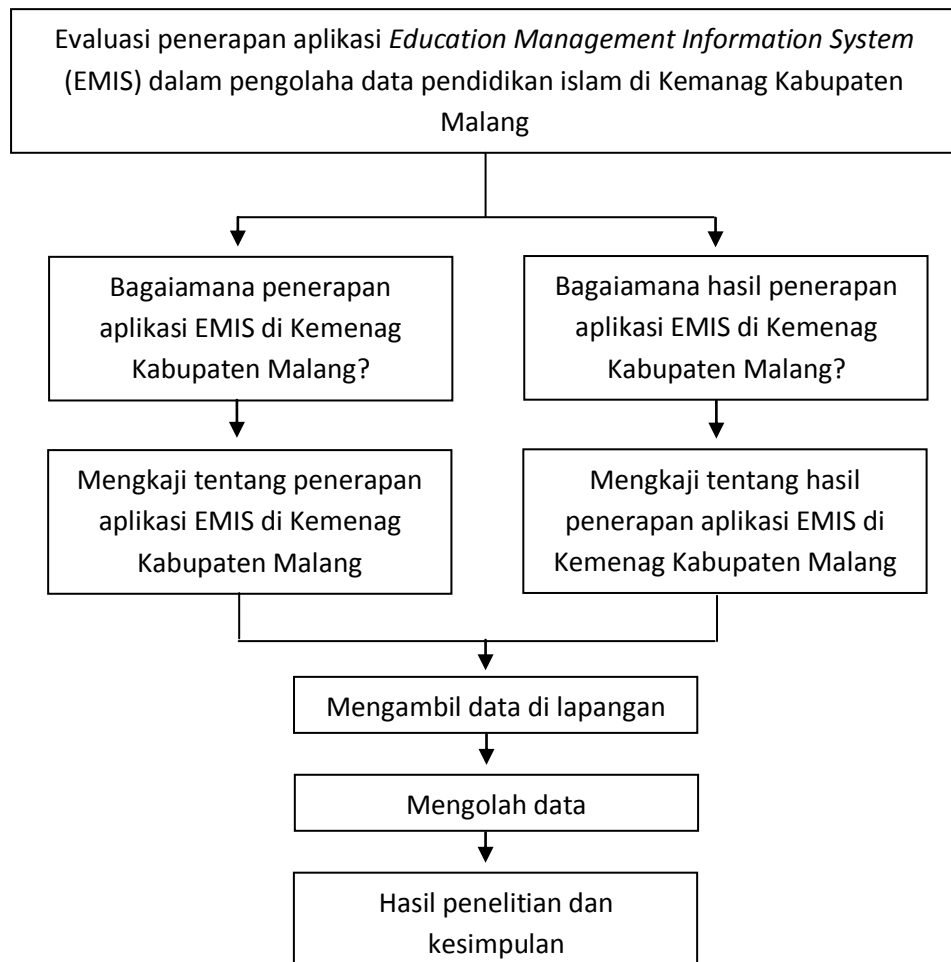 Evaluasi penerapan aplikasi Education Management Information System
(EMIS) dalam pengolaha data pendidikan islam di Kemanag Kabupaten
Malang
Bagaiamana penerapan
aplikasi EMIS di Kemenag
Kabupaten Malang?
Bagaiamana hasil penerapan
aplikasi EMIS di Kemenag
Kabupaten Malang?
Mengkaji tentang penerapan
aplikasi EMIS di Kemenag
Kabupaten Malang
Mengkaji tentang hasil
penerapan aplikasi EMIS di
Kemenag Kabupaten Malang
Mengambil data di lapangan
Mengolah data
Hasil penelitian dan
kesimpulan